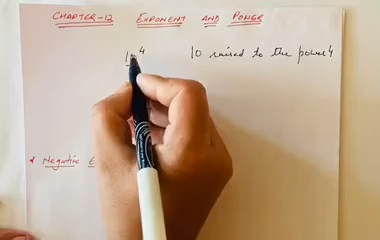 CHAPTER-12 EXPONENT AND POWER
10⁴ 10 raised to the power 4
* Negative E